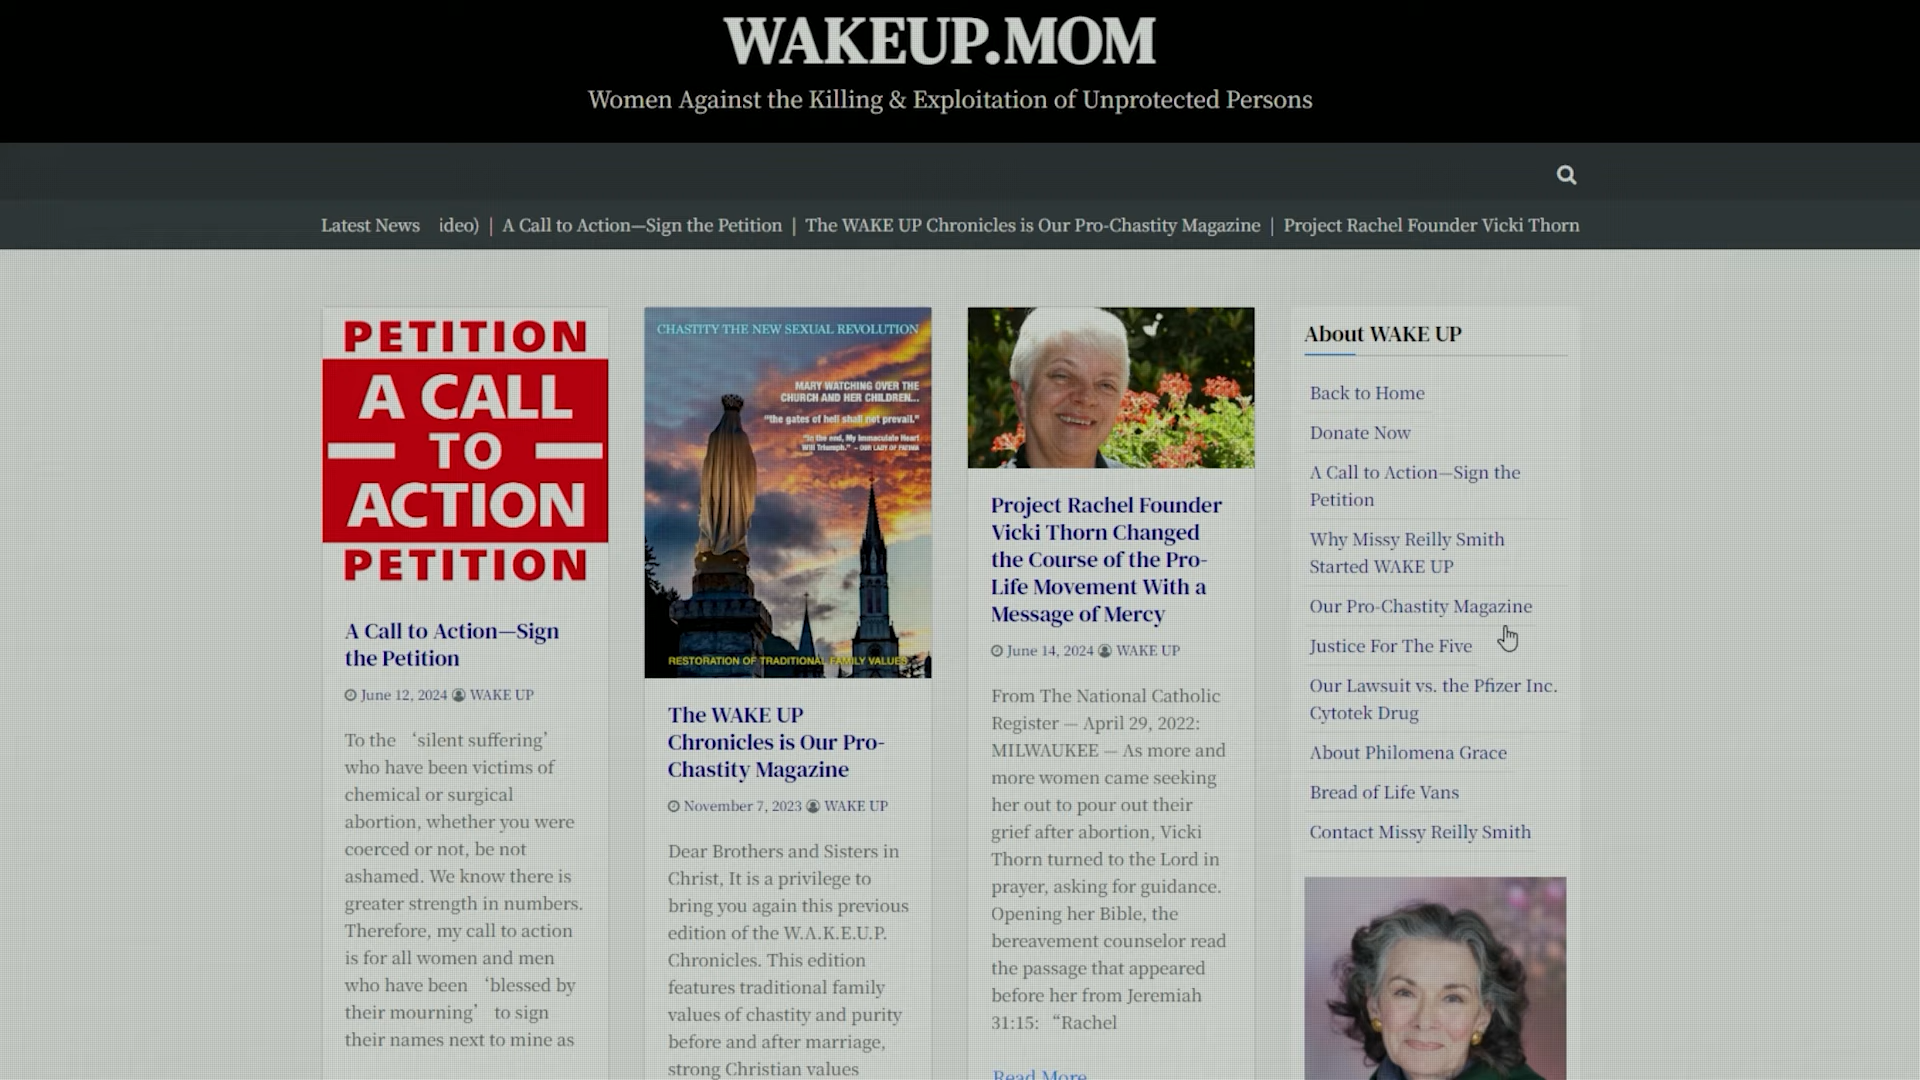 WAKEUP.MOM
Women Against the Killing & Exploitation of Unprotected Persons
Latest News ideo) | A Call to Action—Sign the Petition | The WAKE UP Chronicles is Our Pro-Chastity Magazine | Project Rachel Founder Vicki Thorn
PETITION
A CALL
TO
ACTION
PETITION
A Call to Action—Sign
the Petition
June 12, 2024 WAKE UP
To the ‘silent suffering’
who have been victims of
chemical or surgical
abortion, whether you were
coerced or not, be not
ashamed. We know there is
greater strength in numbers.
Therefore, my call to action
is for all women and men
who have been ‘blessed by
their mourning’ to sign
their names next to mine as
CHASTITY THE NEW SEXUAL REVOLUTION
MARY WATCHING OVER THE
CHURCH AND HER CHILDREN...
"the gates of hell shall not prevail."
"In the end, My Immaculate Heart
Will Triumph." – OUR LADY OF FATIMA
RESTORATION OF TRADITIONAL FAMILY VALUES
The WAKE UP
Chronicles is Our Pro-
Chastity Magazine
November 7, 2023 WAKE UP
Dear Brothers and Sisters in
Christ, It is a privilege to
bring you again this previous
edition of the W.A.K.E.U.P.
Chronicles. This edition
features traditional family
values of chastity and purity
before and after marriage,
strong Christian values
Project Rachel Founder
Vicki Thorn Changed
the Course of the Pro-
Life Movement With a
Message of Mercy
June 14, 2024 WAKE UP
From The National Catholic
Register — April 29, 2022:
MILWAUKEE — As more and
more women came seeking
her out to pour out their
grief after abortion, Vicki
Thorn turned to the Lord in
prayer, asking for guidance.
Opening her Bible, the
bereavement counselor read
the passage that appeared
before her from Jeremiah
31:15: “Rachel
Read More
About WAKE UP
Back to Home
Donate Now
A Call to Action—Sign the
Petition
Why Missy Reilly Smith
Started WAKE UP
Our Pro-Chastity Magazine
Justice For The Five
Our Lawsuit vs. the Pfizer Inc.
Cytotek Drug
About Philomena Grace
Bread of Life Vans
Contact Missy Reilly Smith